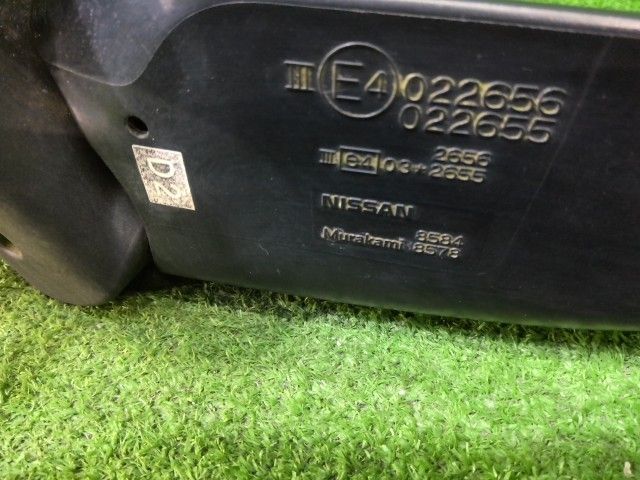 III E4 022656
022655
2656
III e4 03*2655
D2
NISSAN
8584
Murakami 8578